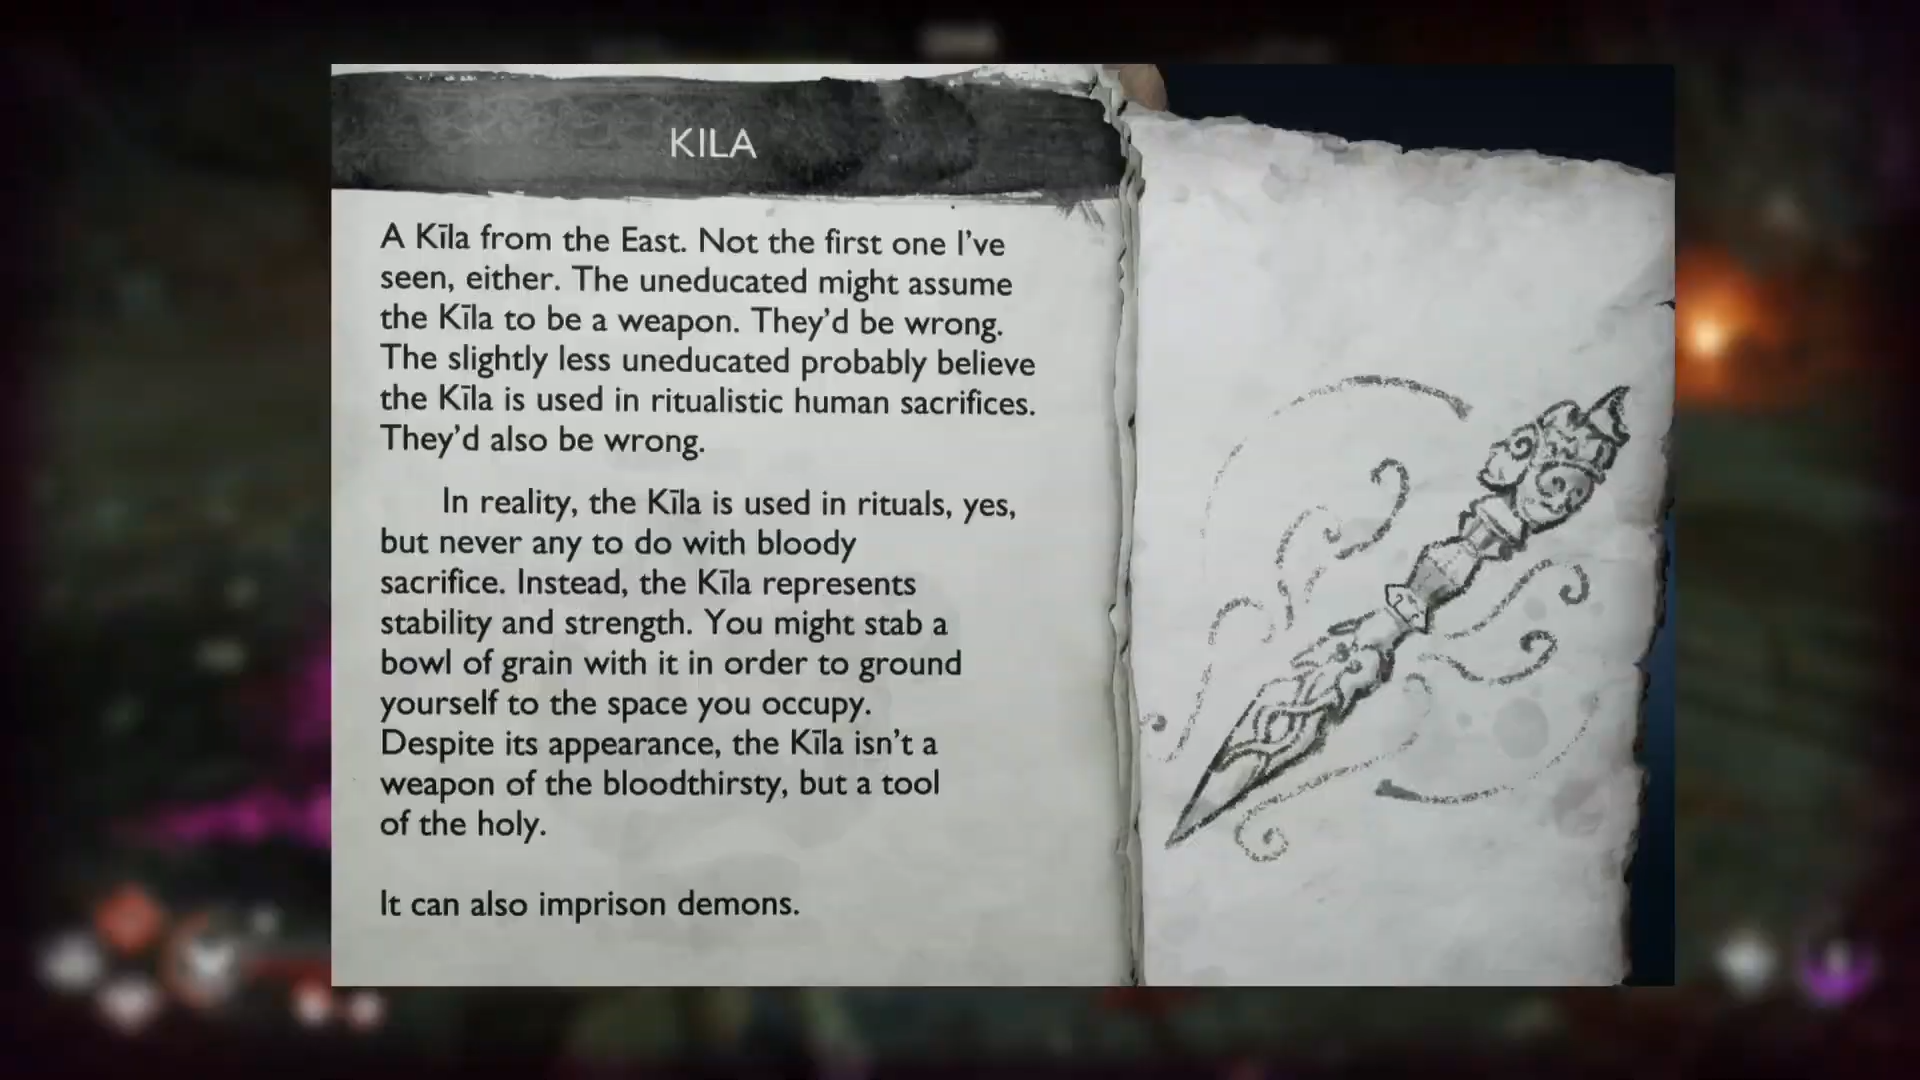 KILA
A Kīla from the East. Not the first one I've
seen, either. The uneducated might assume
the Kīla to be a weapon. They'd be wrong.
The slightly less uneducated probably believe
the Kīla is used in ritualistic human sacrifices.
They'd also be wrong.
In reality, the Kīla is used in rituals, yes,
but never any to do with bloody
sacrifice. Instead, the Kīla represents
stability and strength. You might stab a
bowl of grain with it in order to ground
yourself to the space you occupy.
Despite its appearance, the Kīla isn't a
weapon of the bloodthirsty, but a tool
of the holy.
It can also imprison demons.